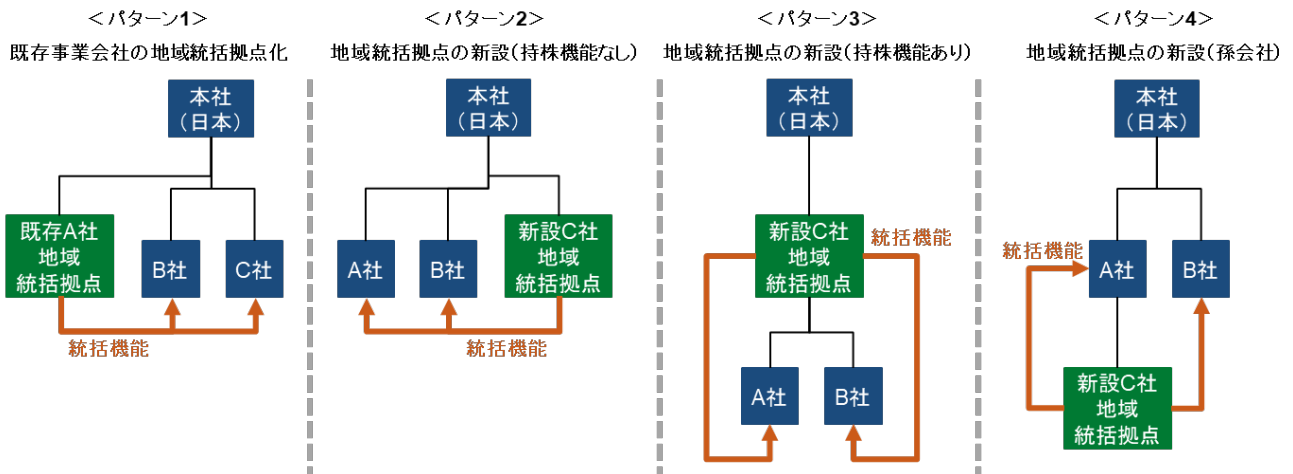 ＜パターン1＞
既存事業会社の地域統括拠点化
本社
（日本）
既存A社
地域
統括拠点
B社
C社
統括機能
＜パターン2＞
地域統括拠点の新設（持株機能なし）
本社
（日本）
A社
B社
新設C社
地域
統括拠点
統括機能
＜パターン3＞
地域統括拠点の新設（持株機能あり）
本社
（日本）
新設C社
地域
統括拠点
統括機能
A社
B社
＜パターン4＞
地域統括拠点の新設（孫会社）
本社
（日本）
統括機能
A社
B社
新設C社
地域
統括拠点